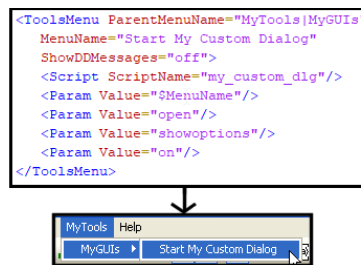 <ToolsMenu ParentMenuName="MyTools|MyGUIs"
MenuName="Start My Custom Dialog"
ShowDDMessages="off">
<Script ScriptName="my_custom_dlg"/>
<Param Value="$MenuName"/>
<Param Value="open"/>
<Param Value="showoptions"/>
<Param Value="on"/>
</ToolsMenu>
MyTools Help
MyGUIs Start My Custom Dialog